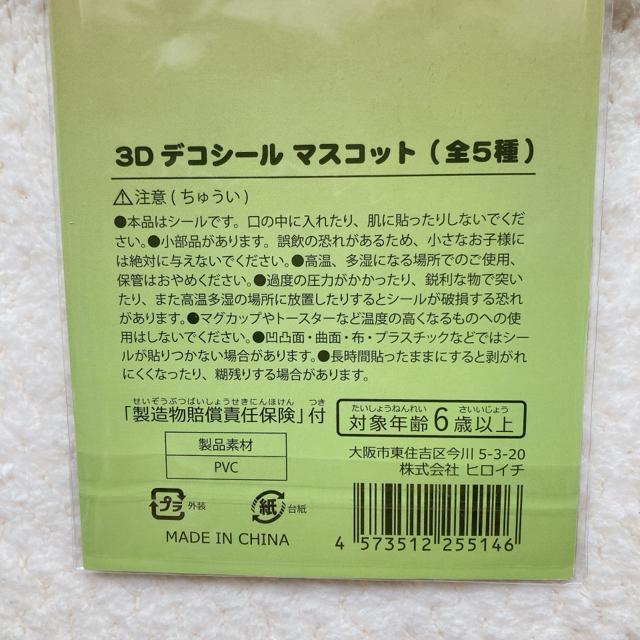 3D デコシール マスコット (全5種)
⚠注意(ちゅうい)
●本品はシールです。口の中に入れたり、肌に貼ったりしないでくだ
さい。●小部品があります。誤飲の恐れがあるため、小さなお子様に
は絶対に与えないでください。●高温、多湿になる場所でのご使用、
保管はおやめください。●過度の圧力がかかったり、鋭利な物で突い
たり、また高温多湿の場所に放置したりするとシールが破損する恐れ
があります。●マグカップやトースターなど温度の高くなるものへの使
用はしないでください。●凹凸面・曲面・布・プラスチックなどではシー
ルが貼りつかない場合があります。●長時間貼ったままにすると剥がれ
にくくなったり、糊残りする場合があります。
せいぞうぶつばいしょうせきにんほけん つき
「製造物賠償責任保険」付
たいしょうねんれい さいいじょう
対象年齢 6歳以上
製品素材
PVC
大阪市東住吉区今川 5-3-20
株式会社 ヒロイチ
プラ 外装
紙 台紙
MADE IN CHINA
4 573512 255146